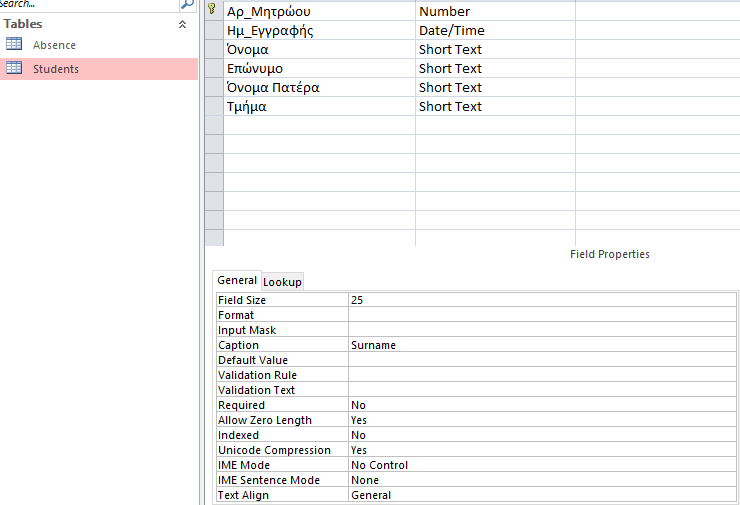 Search...
Tables
Absence
Students
Αρ_Μητρώου Number
Ημ_Εγγραφής Date/Time
Όνομα Short Text
Επώνυμο Short Text
Όνομα Πατέρα Short Text
Τμήμα Short Text
Field Properties
General Lookup
Field Size 25
Format
Input Mask
Caption Surname
Default Value
Validation Rule
Validation Text
Required No
Allow Zero Length Yes
Indexed No
Unicode Compression Yes
IME Mode No Control
IME Sentence Mode None
Text Align General